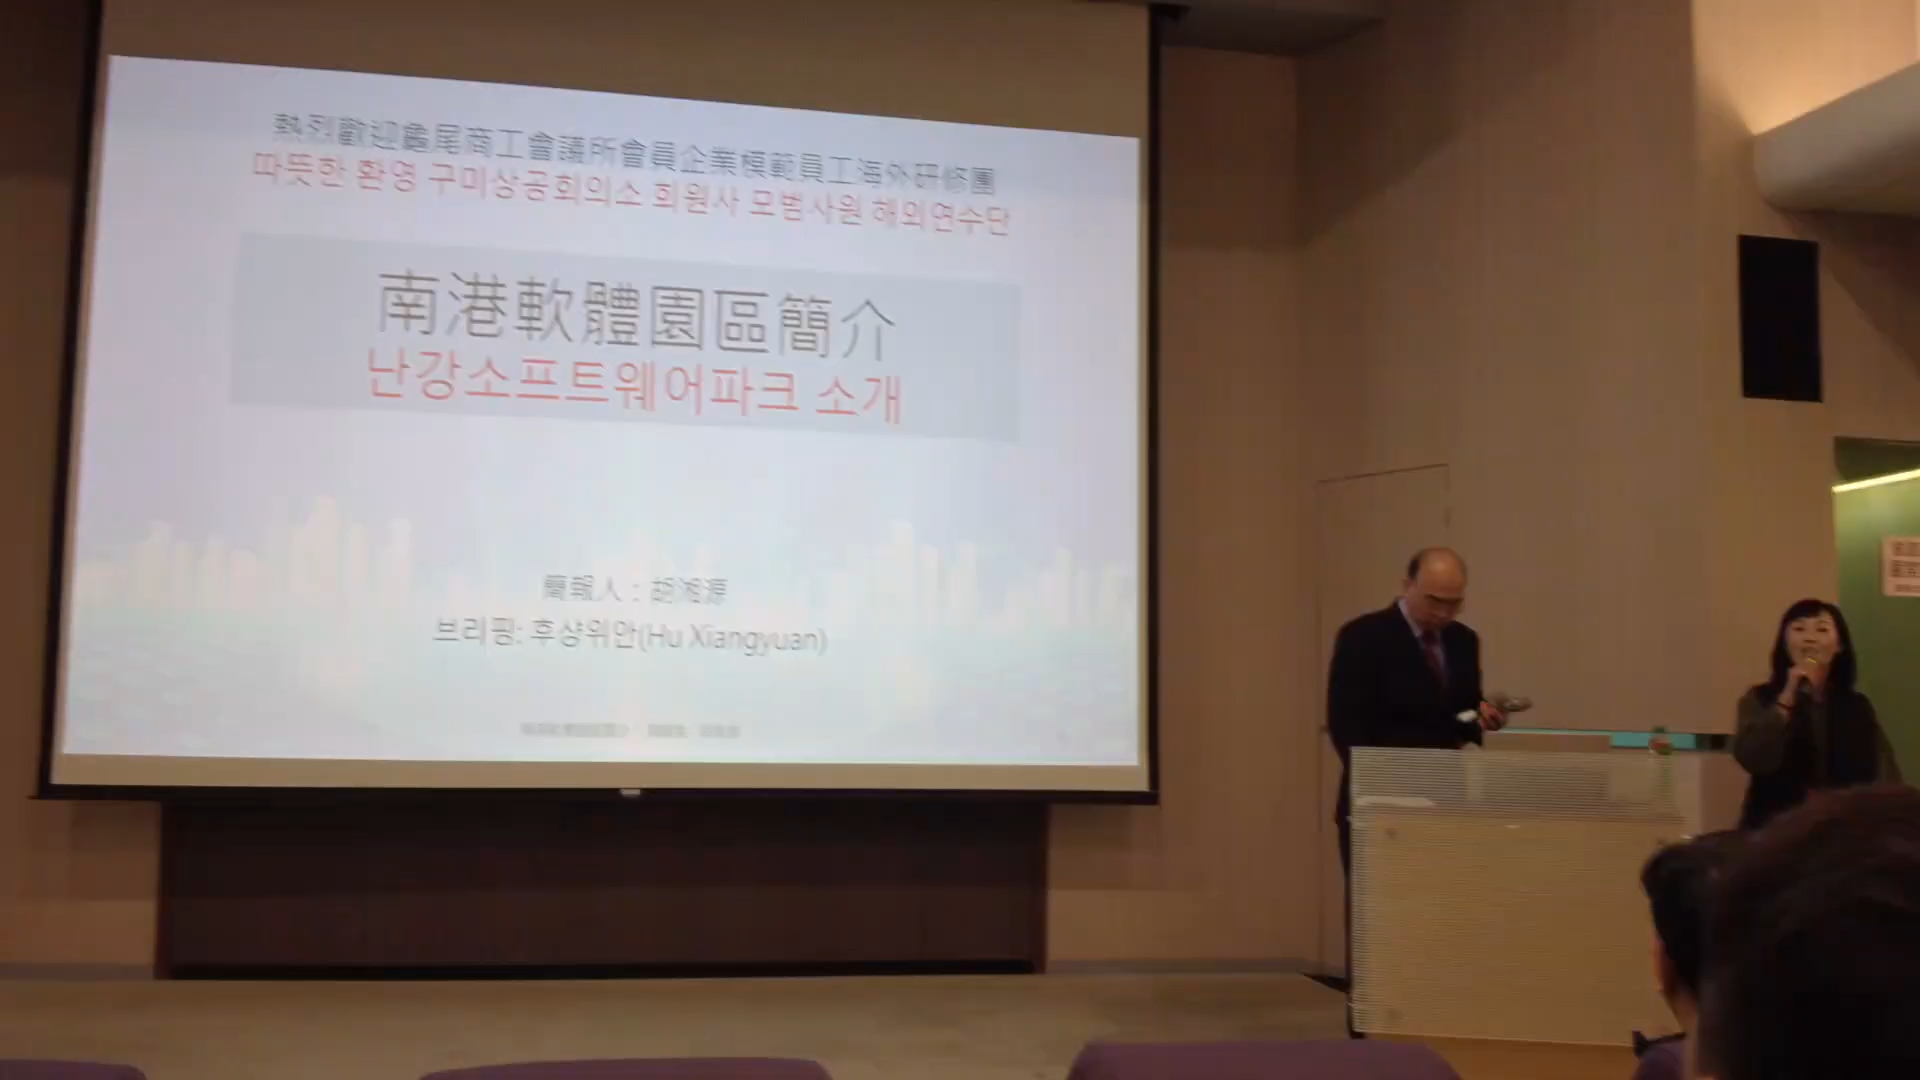 熱烈歡迎龜尾商工會議所會員企業模範員工海外研修團
따뜻한 환영 구미상공회의소 회원사 모범사원 해외연수단
南港軟體園區簡介
난강소프트웨어파크 소개
簡報人：胡湘源
브리핑: 후샹위안(Hu Xiangyuan)